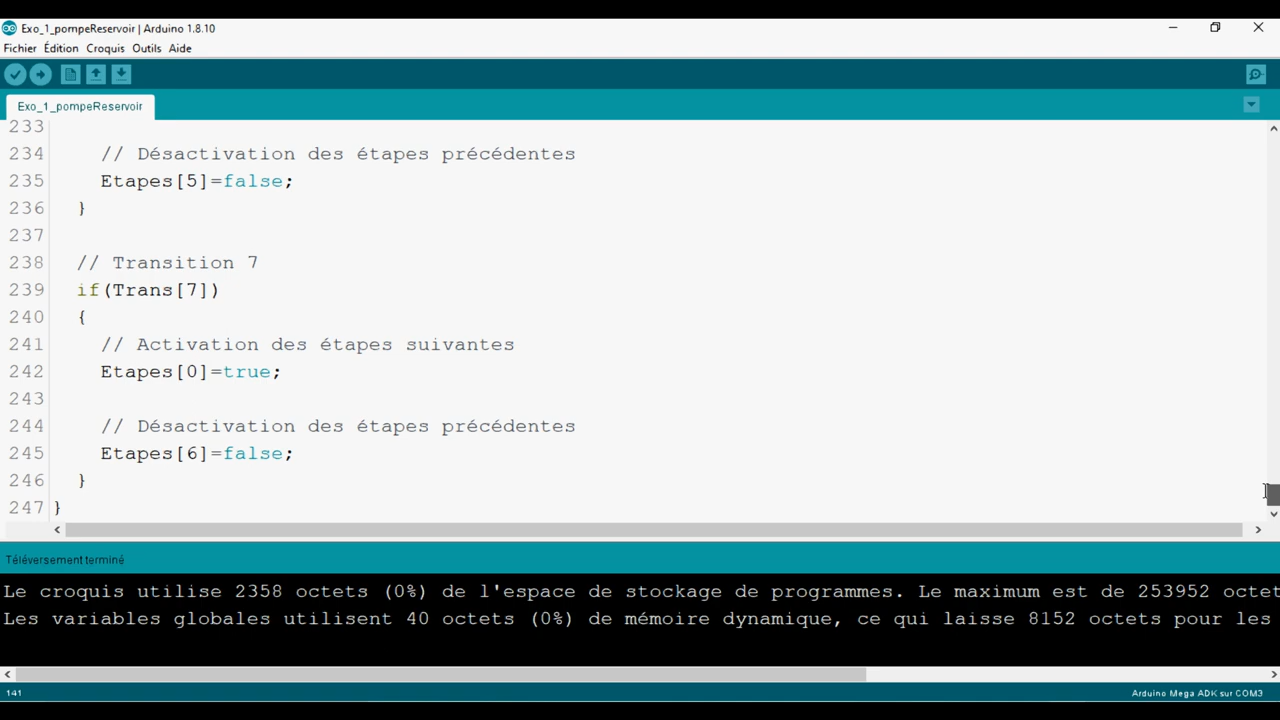 Exo_1_pompeReservoir | Arduino 1.8.10
Fichier Édition Croquis Outils Aide
Exo_1_pompeReservoir
233
234 // Désactivation des étapes précédentes
235 Etapes[5]=false;
236 }
237
238 // Transition 7
239 if(Trans[7])
240 {
241 // Activation des étapes suivantes
242 Etapes[0]=true;
243
244 // Désactivation des étapes précédentes
245 Etapes[6]=false;
246 }
247 }
Téléversement terminé
Le croquis utilise 2358 octets (0%) de l'espace de stockage de programmes. Le maximum est de 253952 octet
Les variables globales utilisent 40 octets (0%) de mémoire dynamique, ce qui laisse 8152 octets pour les
141 Arduino Mega ADK sur COM3